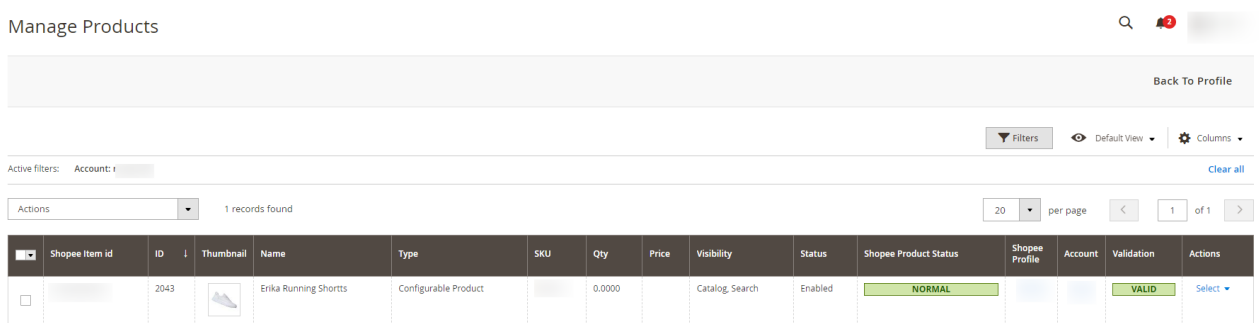 Manage Products
2
Back To Profile
Filters Default View Columns
Active filters: Account:
Clear all
Actions 1 records found 20 per page 1 of 1
Shopee Item id ID Thumbnail Name Type SKU Qty Price Visibility Status Shopee Product Status Shopee Profile Account Validation Actions
2043 Erika Running Shortts Configurable Product 0.0000 Catalog, Search Enabled NORMAL VALID Select